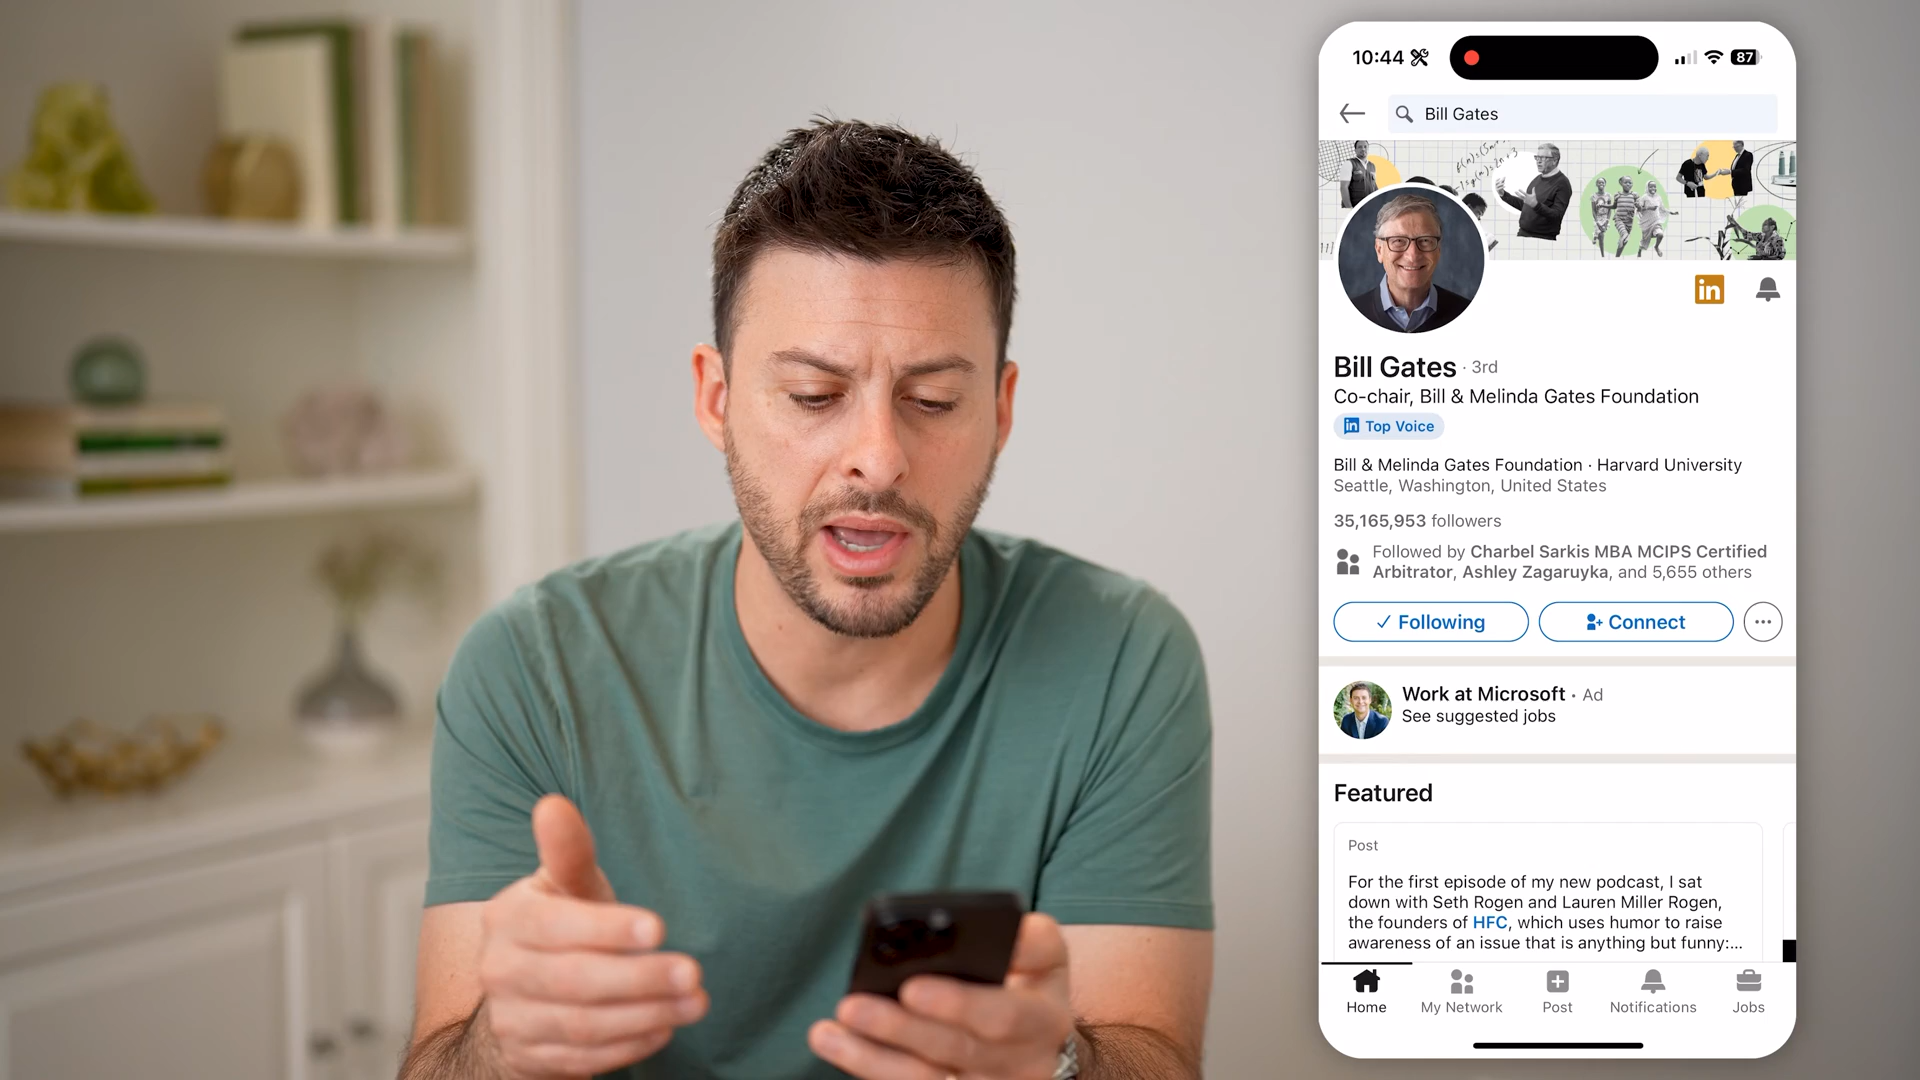 10:44
87
Bill Gates
in
Bill Gates · 3rd
Co-chair, Bill & Melinda Gates Foundation
in Top Voice
Bill & Melinda Gates Foundation · Harvard University
Seattle, Washington, United States
35,165,953 followers
Followed by Charbel Sarkis MBA MCIPS Certified
Arbitrator, Ashley Zagaruyka, and 5,655 others
Following
Connect
Work at Microsoft · Ad
See suggested jobs
Featured
Post
For the first episode of my new podcast, I sat
down with Seth Rogen and Lauren Miller Rogen,
the founders of HFC, which uses humor to raise
awareness of an issue that is anything but funny:...
Home
My Network
Post
Notifications
Jobs